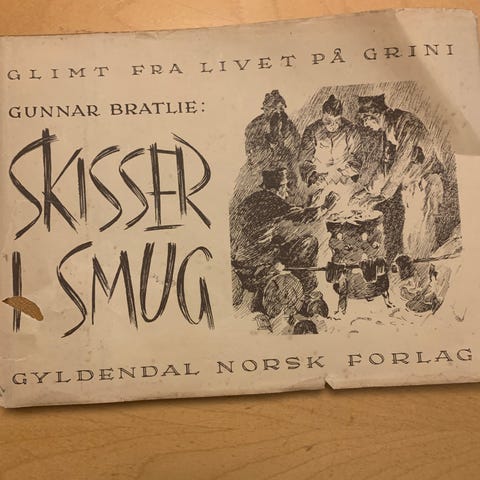 GLIMT FRA LIVET PÅ GRINI
GUNNAR BRATLIE:
SKISSER
I SMUG
GYLDENDAL NORSK FORLAG